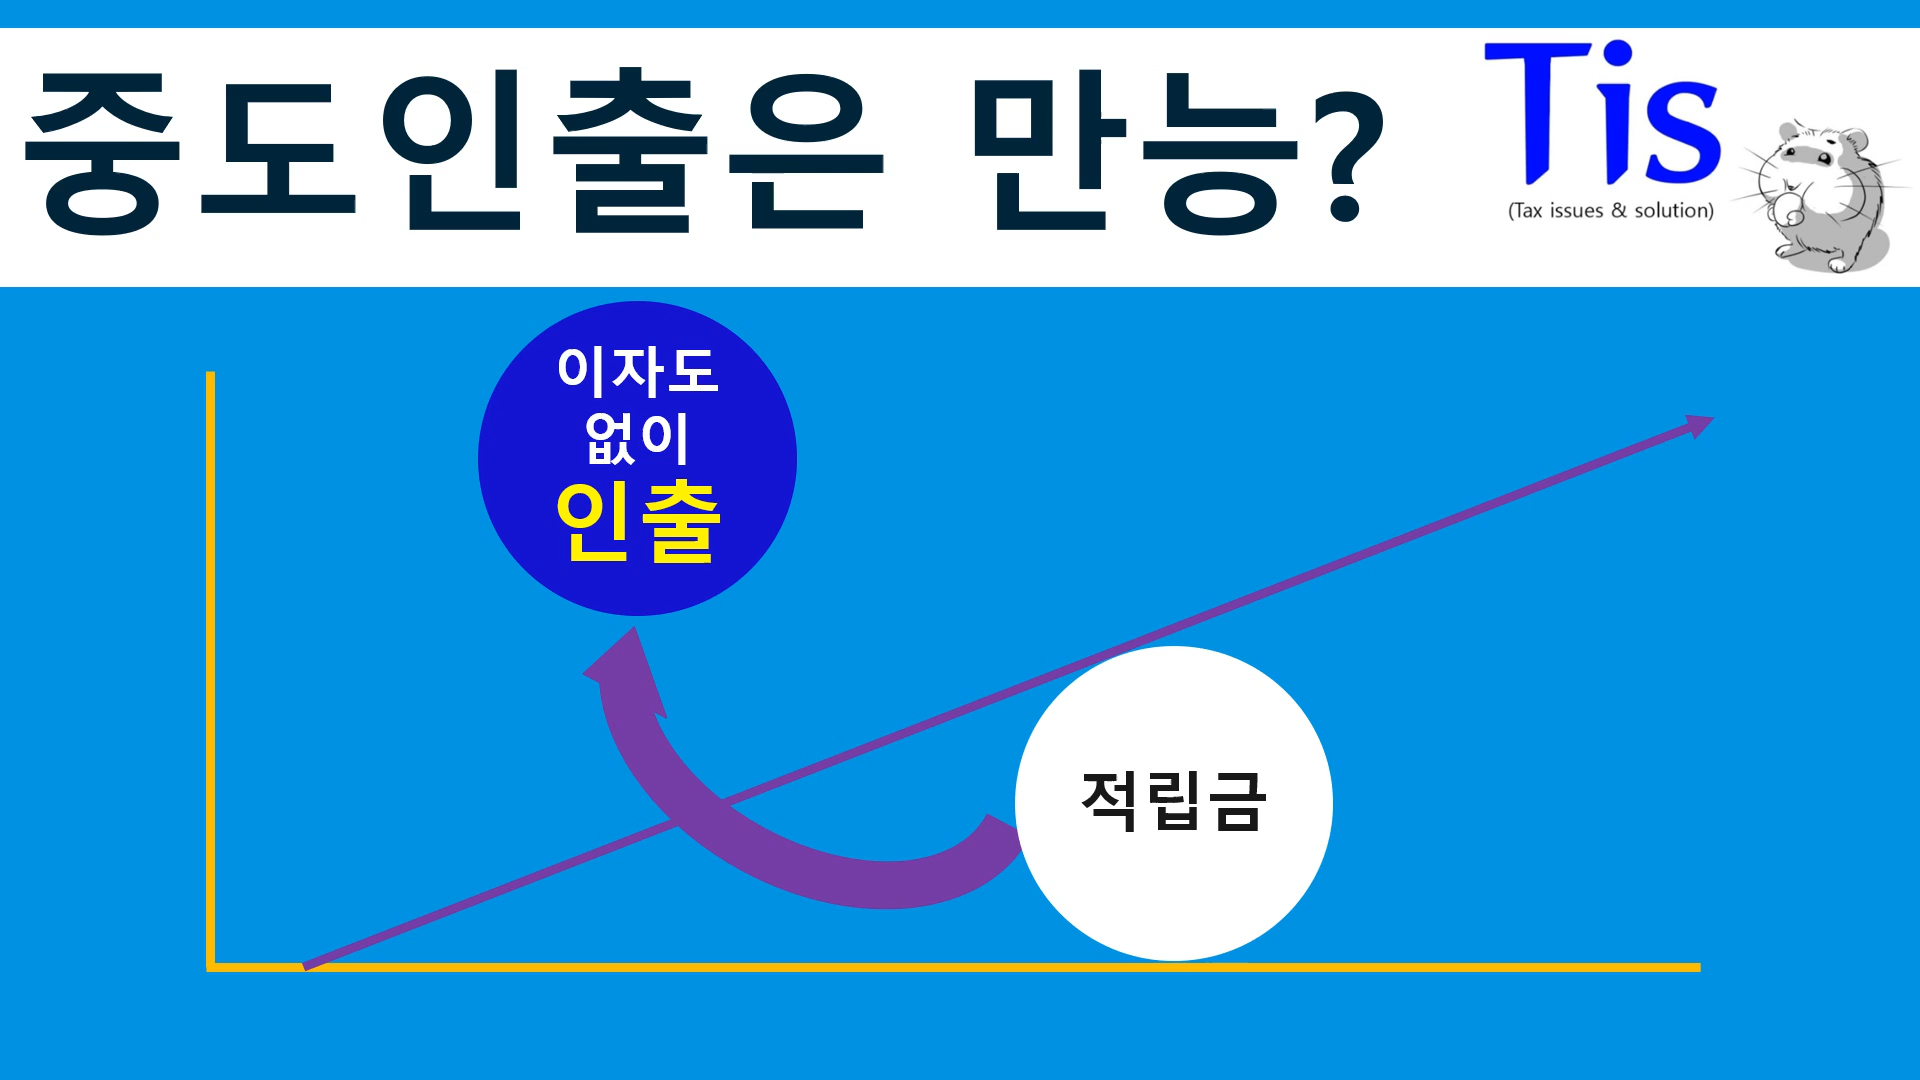 중도인출은 만능?
Tis
(Tax issues & solution)
이자도
없이
인출
적립금